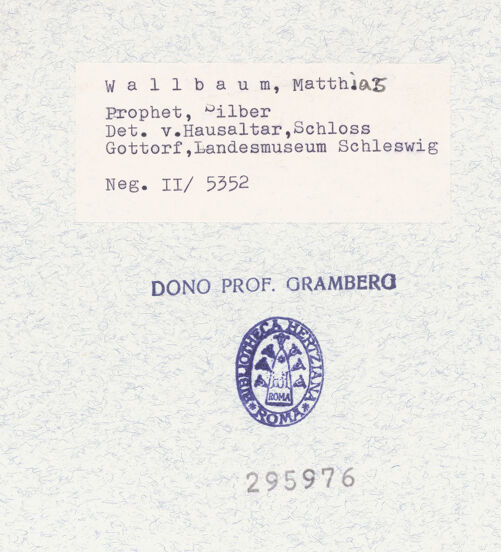 W a l l b a u m, Matthias
Prophet, Silber
Det. v.Hausaltar,Schloss
Gottorf,Landesmuseum Schleswig
Neg. II/ 5352
DONO PROF. GRAMBERG
BIBLIOTHECA HERTZIANA
ROMA
* ROMA *
295976